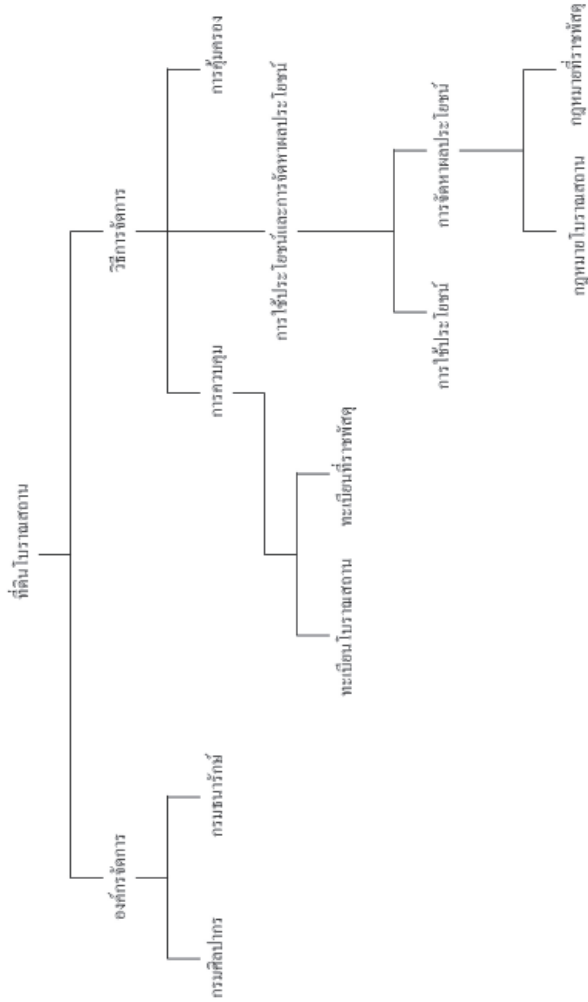 ที่ดินโบราณสถาน
องค์กรจัดการ
วิธีการจัดการ
กรมศิลปากร
กรมธนารักษ์
การควบคุม
การใช้ประโยชน์และการจัดหาผลประโยชน์
การคุ้มครอง
ทะเบียนโบราณสถาน
ทะเบียนที่ราชพัสดุ
การใช้ประโยชน์
การจัดหาผลประโยชน์
กฎหมายโบราณสถาน
กฎหมายที่ราชพัสดุ